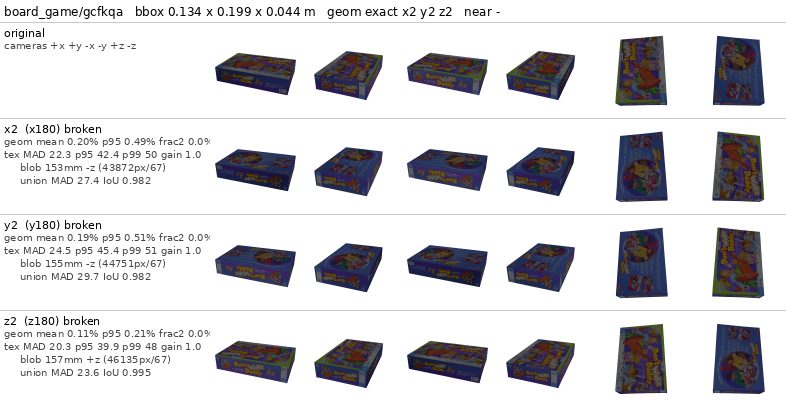 board_game/gcfkqa   bbox 0.134 x 0.199 x 0.044 m   geom exact x2 y2 z2   near -
original
cameras +x +y -x -y +z -z
x2  (x180) broken
geom mean 0.20% p95 0.49% frac2 0.0%
tex MAD 22.3 p95 42.4 p99 50 gain 1.0
blob 153mm -z (43872px/67)
union MAD 27.4 IoU 0.982
y2  (y180) broken
geom mean 0.19% p95 0.51% frac2 0.0%
tex MAD 24.5 p95 45.4 p99 51 gain 1.0
blob 155mm -z (44751px/67)
union MAD 29.7 IoU 0.982
z2  (z180) broken
geom mean 0.11% p95 0.21% frac2 0.0%
tex MAD 20.3 p95 39.9 p99 48 gain 1.0
blob 157mm +z (46135px/67)
union MAD 23.6 IoU 0.995